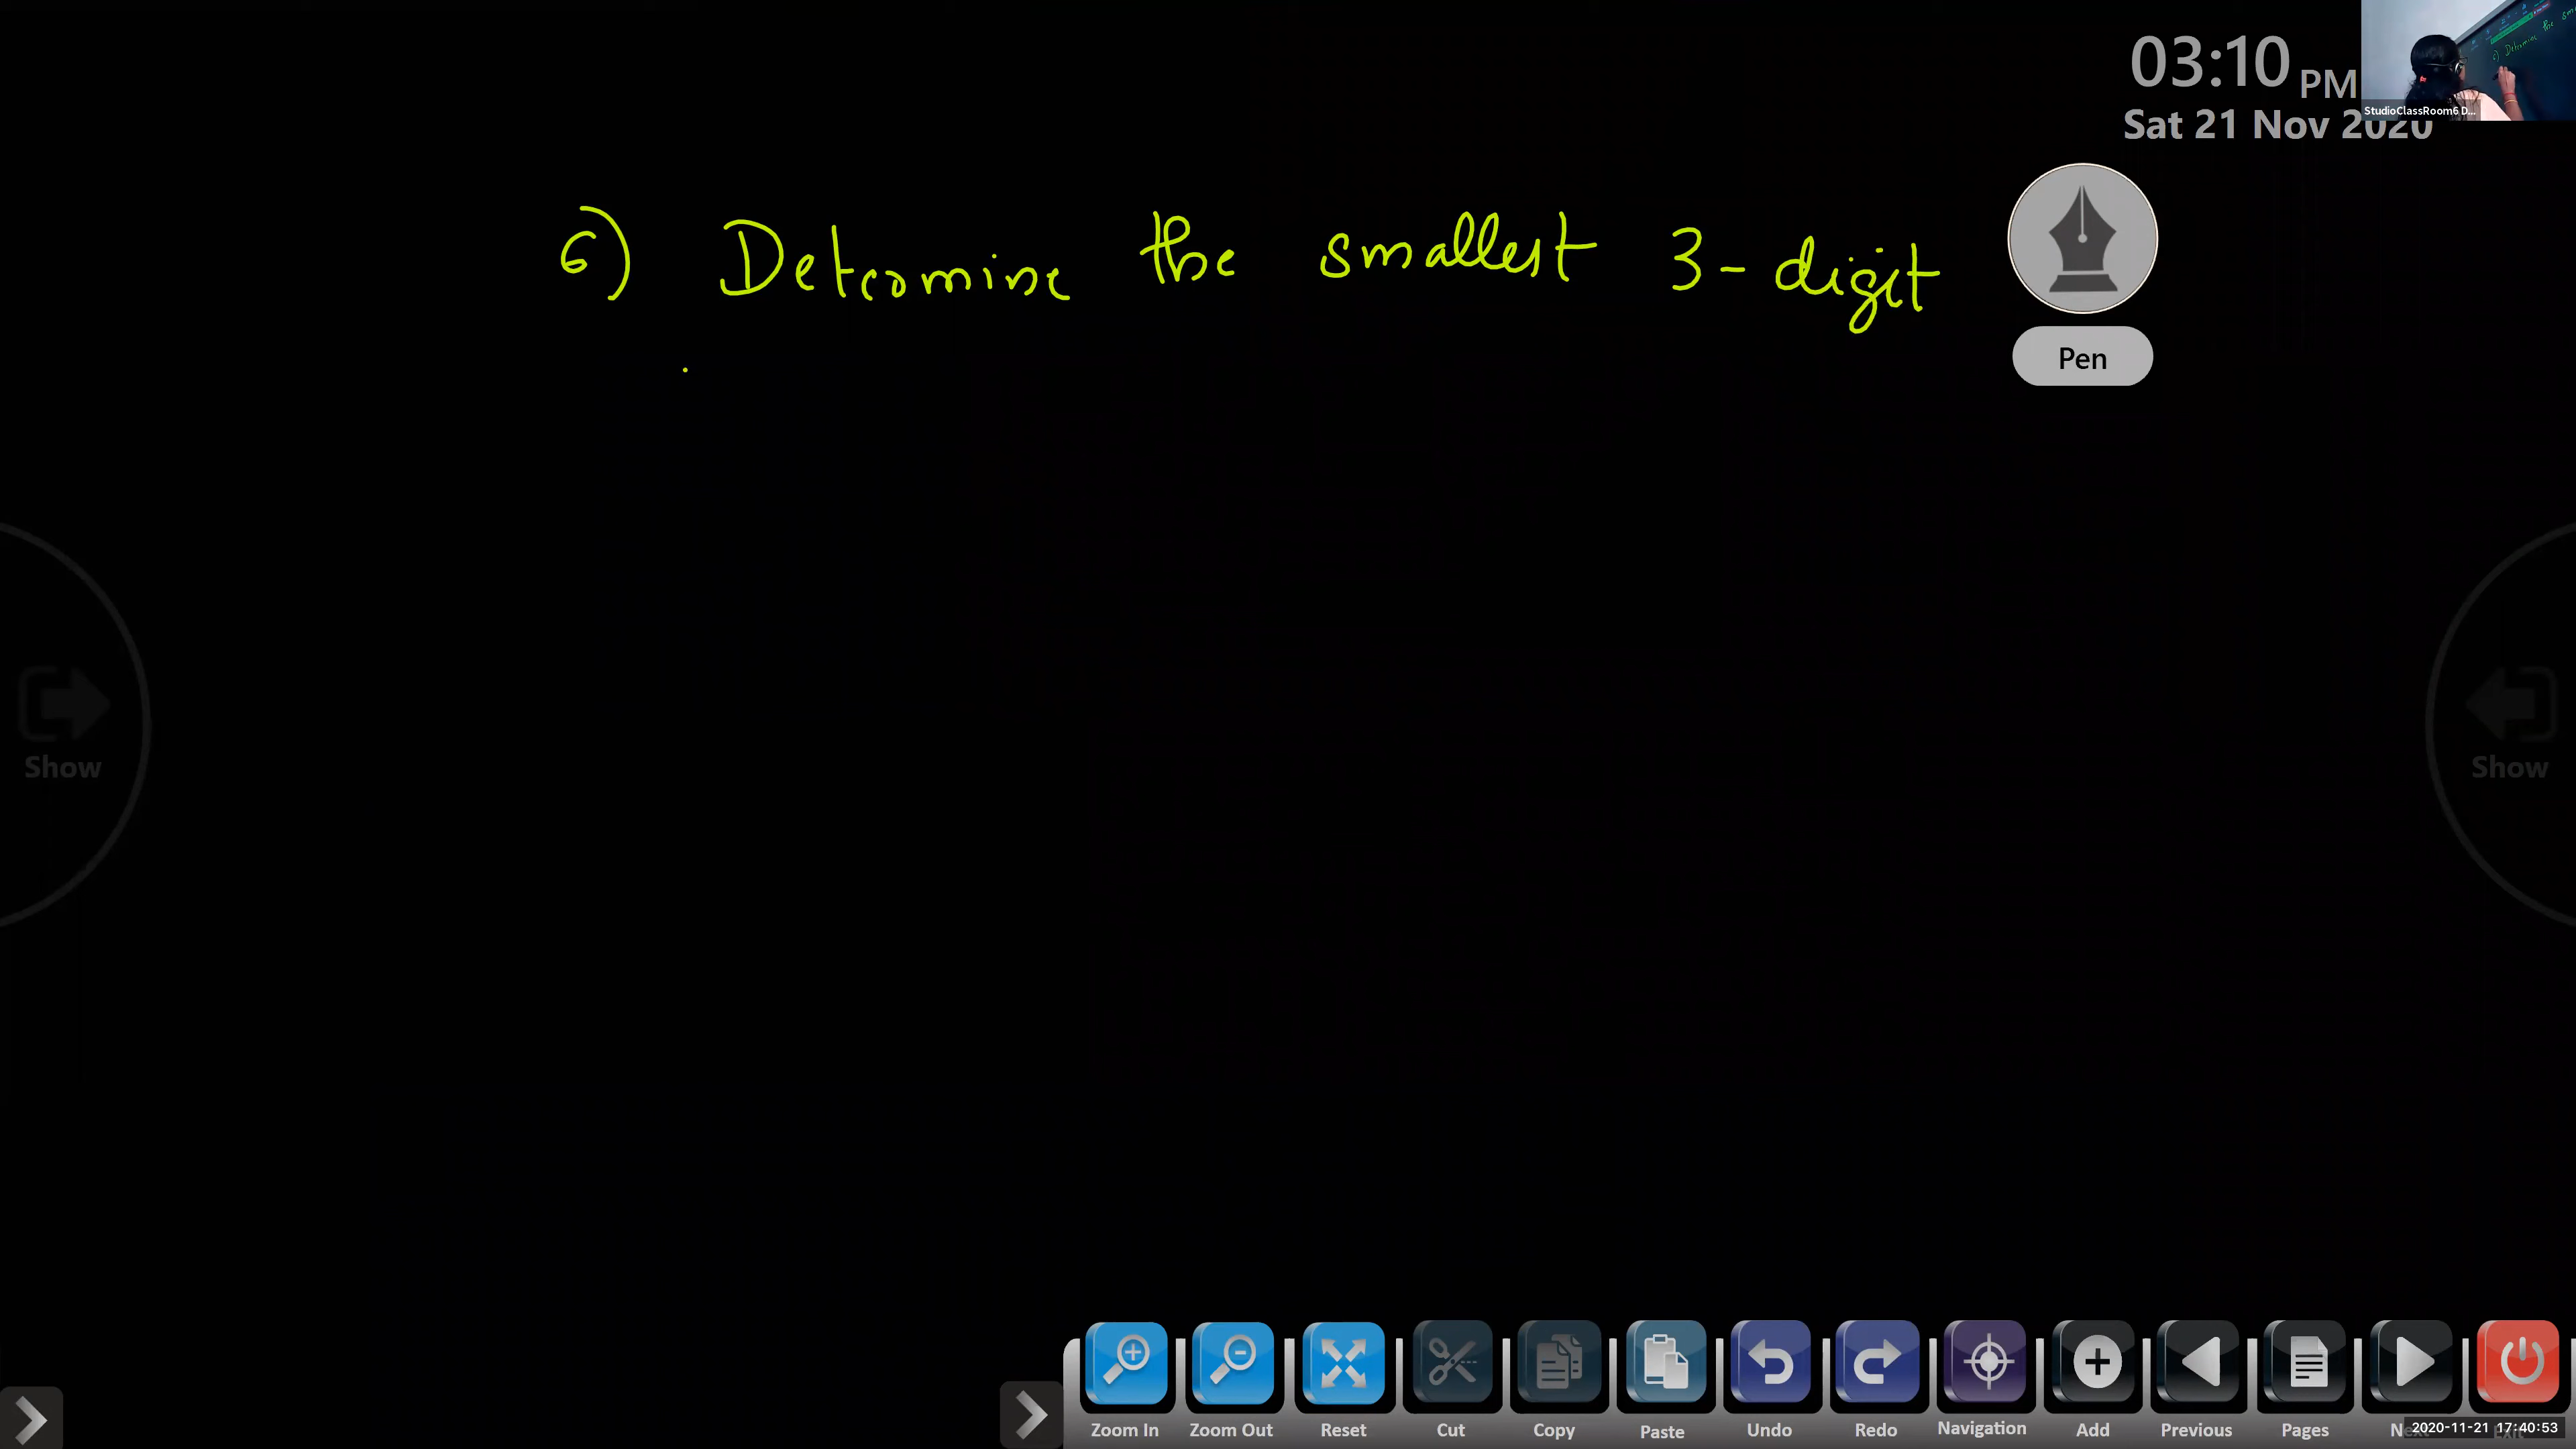 03:10 PM
Sat 21 Nov 2020
StudioClassRoom6 D...
6) Determine the smallest 3-digit
Pen
Show
Show
Zoom In
Zoom Out
Reset
Cut
Copy
Paste
Undo
Redo
Navigation
Add
Previous
Pages
2020-11-21 17:40:53